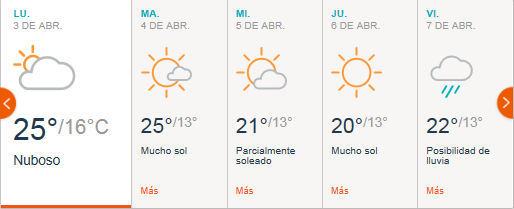 LU.
3 DE ABR.
25°/16°C
Nuboso
MA.
4 DE ABR.
25°/13°
Mucho sol
Más
MI.
5 DE ABR.
21°/13°
Parcialmente
soleado
Más
JU.
6 DE ABR.
20°/13°
Mucho sol
Más
VI.
7 DE ABR.
22°/13°
Posibilidad de
lluvia
Más